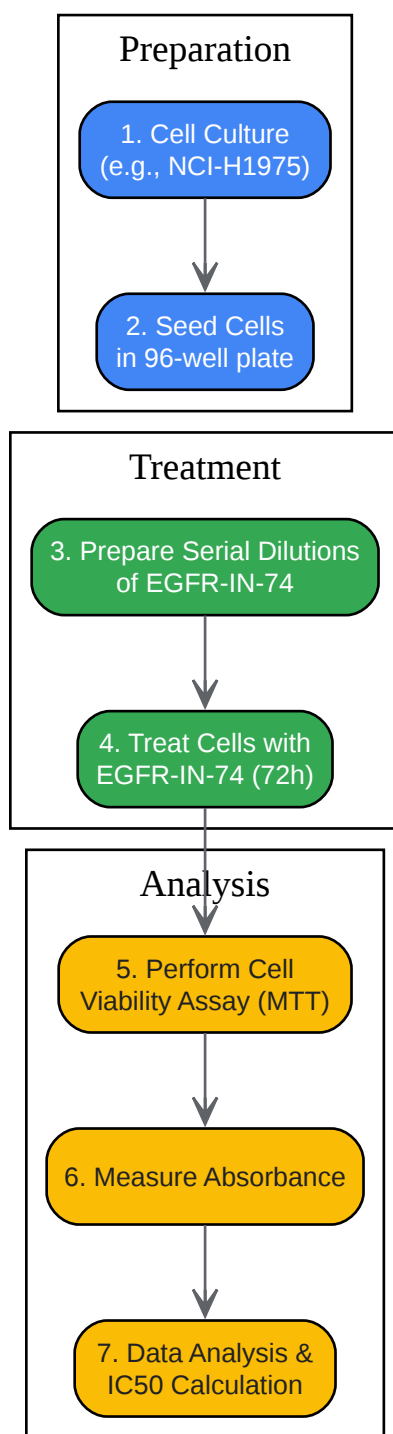 Preparation
1. Cell Culture
(e.g., NCI-H1975)
2. Seed Cells
in 96-well plate
Treatment
3. Prepare Serial Dilutions
of EGFR-IN-74
4. Treat Cells with
EGFR-IN-74 (72h)
Analysis
5. Perform Cell
Viability Assay (MTT)
6. Measure Absorbance
7. Data Analysis &
IC50 Calculation